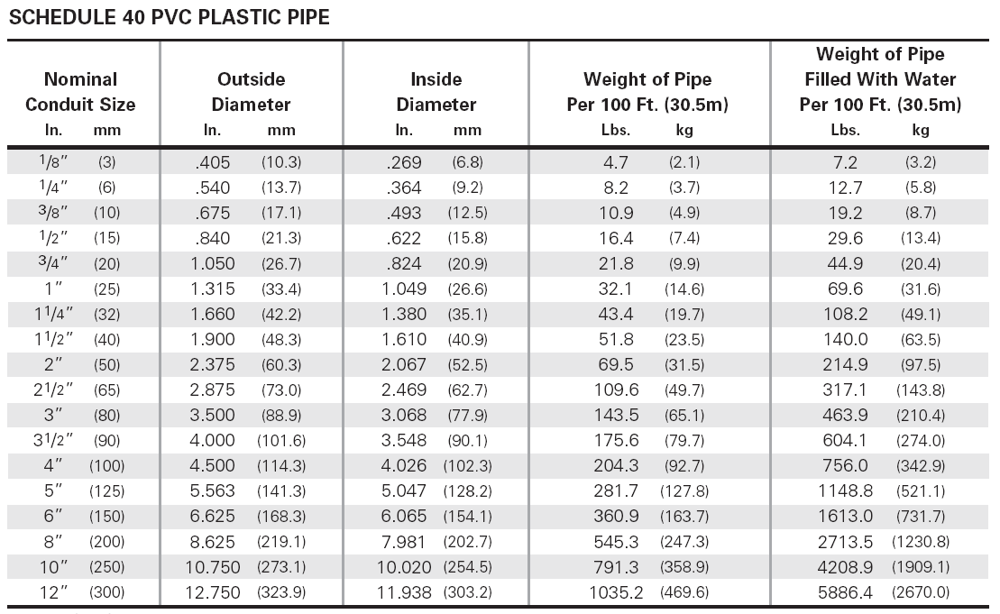 SCHEDULE 40 PVC PLASTIC PIPE
Nominal Conduit Size Outside Diameter Inside Diameter Weight of Pipe Per 100 Ft. (30.5m) Weight of Pipe Filled With Water Per 100 Ft. (30.5m)
In. mm In. mm In. mm Lbs. kg Lbs. kg
1/8″ (3) .405 (10.3) .269 (6.8) 4.7 (2.1) 7.2 (3.2)
1/4″ (6) .540 (13.7) .364 (9.2) 8.2 (3.7) 12.7 (5.8)
3/8″ (10) .675 (17.1) .493 (12.5) 10.9 (4.9) 19.2 (8.7)
1/2″ (15) .840 (21.3) .622 (15.8) 16.4 (7.4) 29.6 (13.4)
3/4″ (20) 1.050 (26.7) .824 (20.9) 21.8 (9.9) 44.9 (20.4)
1″ (25) 1.315 (33.4) 1.049 (26.6) 32.1 (14.6) 69.6 (31.6)
1 1/4″ (32) 1.660 (42.2) 1.380 (35.1) 43.4 (19.7) 108.2 (49.1)
1 1/2″ (40) 1.900 (48.3) 1.610 (40.9) 51.8 (23.5) 140.0 (63.5)
2″ (50) 2.375 (60.3) 2.067 (52.5) 69.5 (31.5) 214.9 (97.5)
2 1/2″ (65) 2.875 (73.0) 2.469 (62.7) 109.6 (49.7) 317.1 (143.8)
3″ (80) 3.500 (88.9) 3.068 (77.9) 143.5 (65.1) 463.9 (210.4)
3 1/2″ (90) 4.000 (101.6) 3.548 (90.1) 175.6 (79.7) 604.1 (274.0)
4″ (100) 4.500 (114.3) 4.026 (102.3) 204.3 (92.7) 756.0 (342.9)
5″ (125) 5.563 (141.3) 5.047 (128.2) 281.7 (127.8) 1148.8 (521.1)
6″ (150) 6.625 (168.3) 6.065 (154.1) 360.9 (163.7) 1613.0 (731.7)
8″ (200) 8.625 (219.1) 7.981 (202.7) 545.3 (247.3) 2713.5 (1230.8)
10″ (250) 10.750 (273.1) 10.020 (254.5) 791.3 (358.9) 4208.9 (1909.1)
12″ (300) 12.750 (323.9) 11.938 (303.2) 1035.2 (469.6) 5886.4 (2670.0)